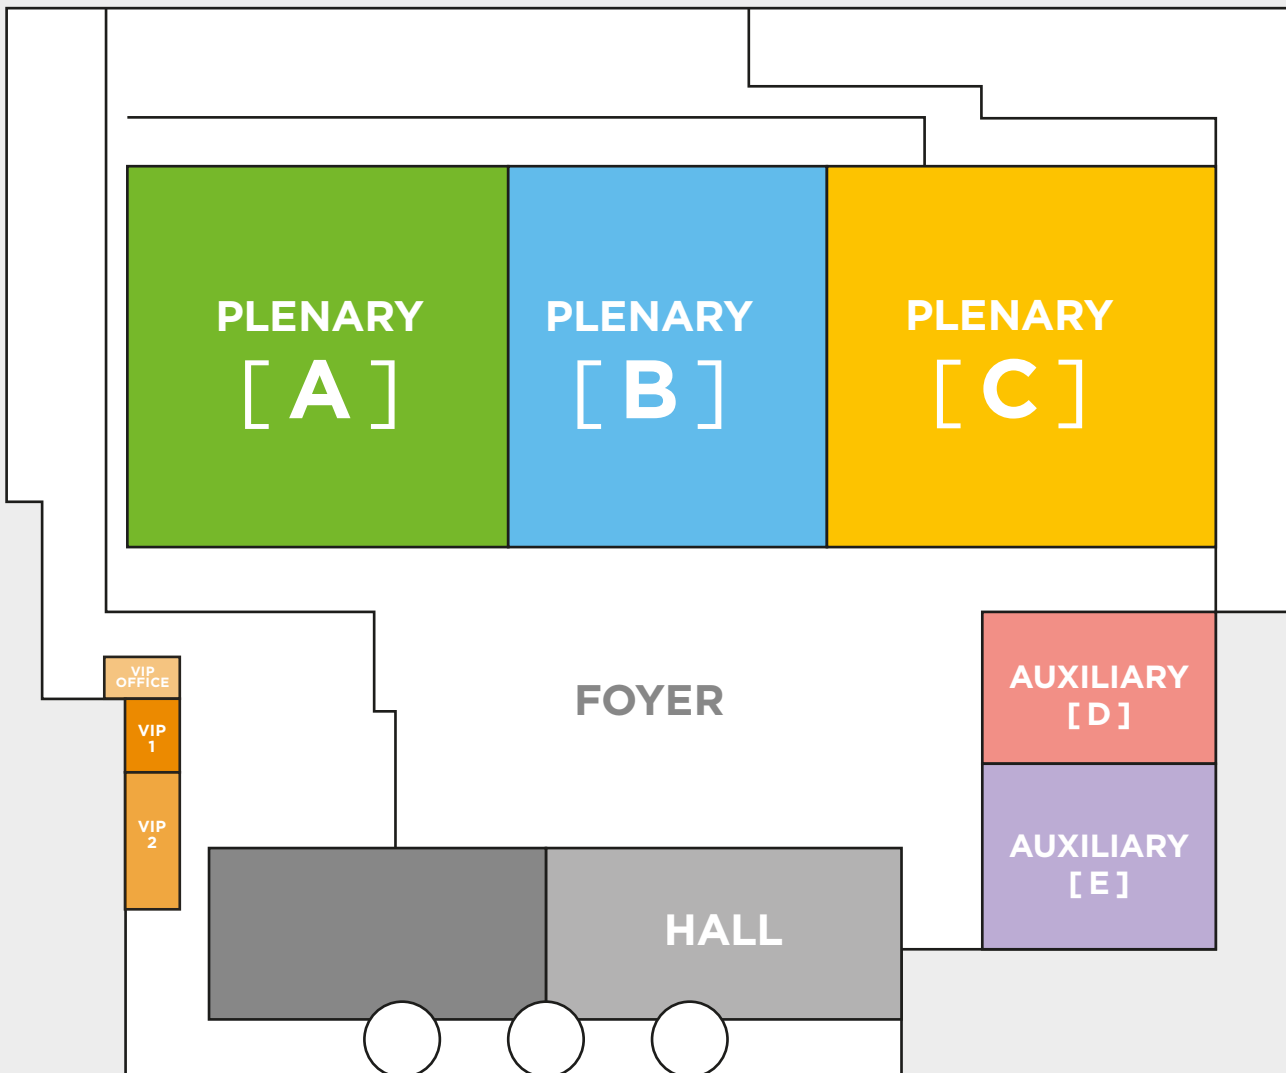 PLENARY
[ A ]
PLENARY
[ B ]
PLENARY
[ C ]
FOYER
VIP
OFFICE
VIP
1
VIP
2
AUXILIARY
[ D ]
AUXILIARY
[ E ]
HALL